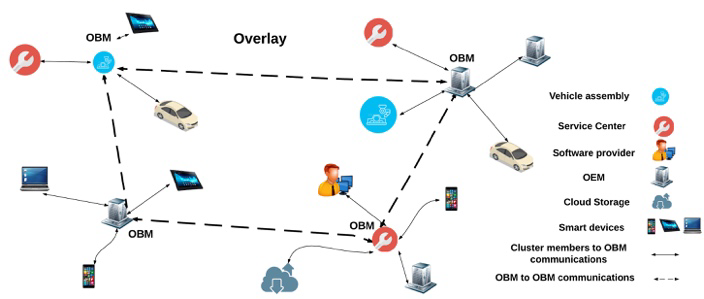 OBM
Overlay
OBM
OBM
OBM
Vehicle assembly
Service Center
Software provider
OEM
Cloud Storage
Smart devices
Cluster members to OBM
communications
OBM to OBM communications